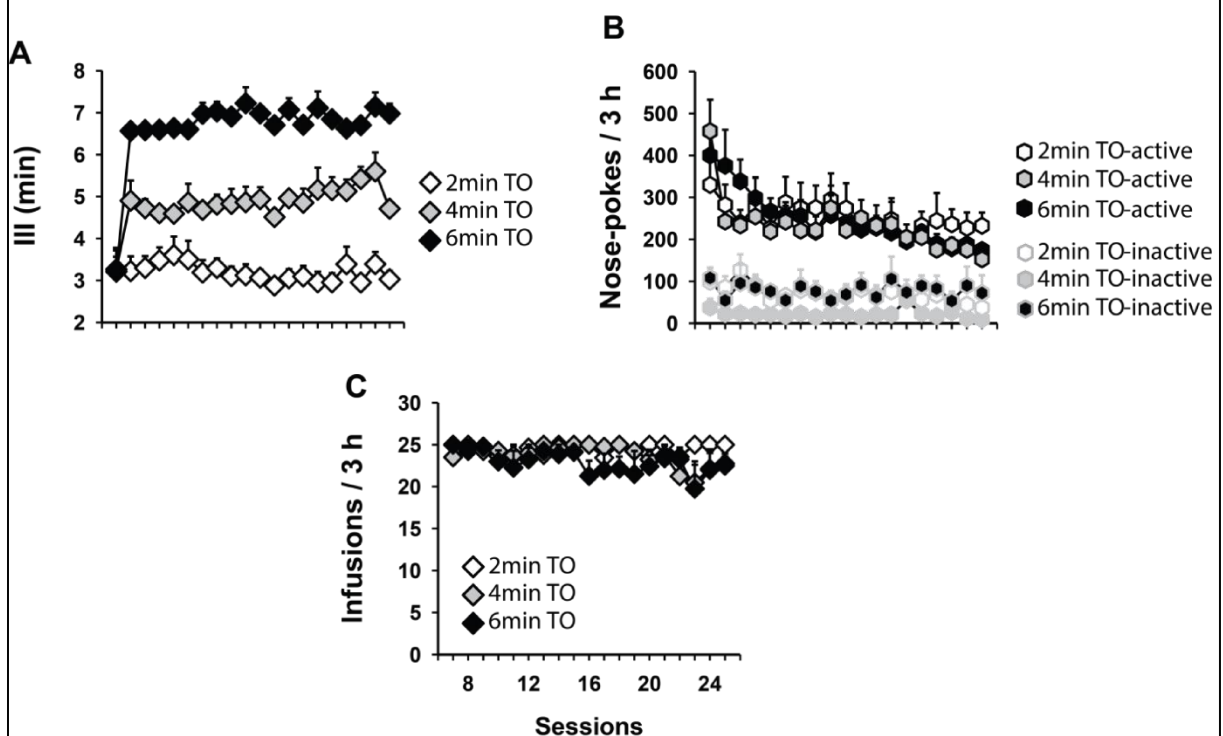 A
III (min)
8
7
6
5
4
3
2
2min TO
4min TO
6min TO
B
Nose-pokes / 3 h
600
500
400
300
200
100
0
2min TO-active
4min TO-active
6min TO-active
2min TO-inactive
4min TO-inactive
6min TO-inactive
C
Infusions / 3 h
30
25
20
15
10
5
0
2min TO
4min TO
6min TO
8 12 16 20 24
Sessions